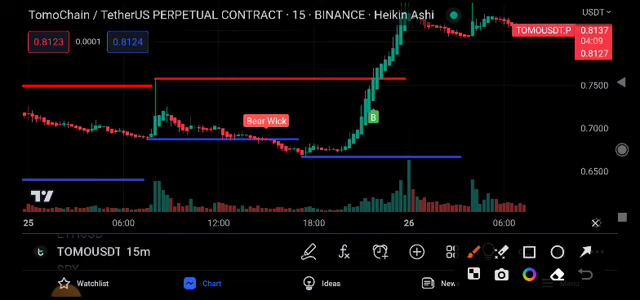 TomoChain / TetherUS PERPETUAL CONTRACT · 15 · BINANCE · Heikin Ashi
USDT
0.8123 0.0001 0.8124
TOMOUSDT.P 0.8137
04:09
0.8127
0.7500
Bear Wick
B
0.7000
0.6500
25 06:00 12:00 18:00 26 06:00
TOMOUSDT 15m
Watchlist
Chart
Ideas
New
Menu